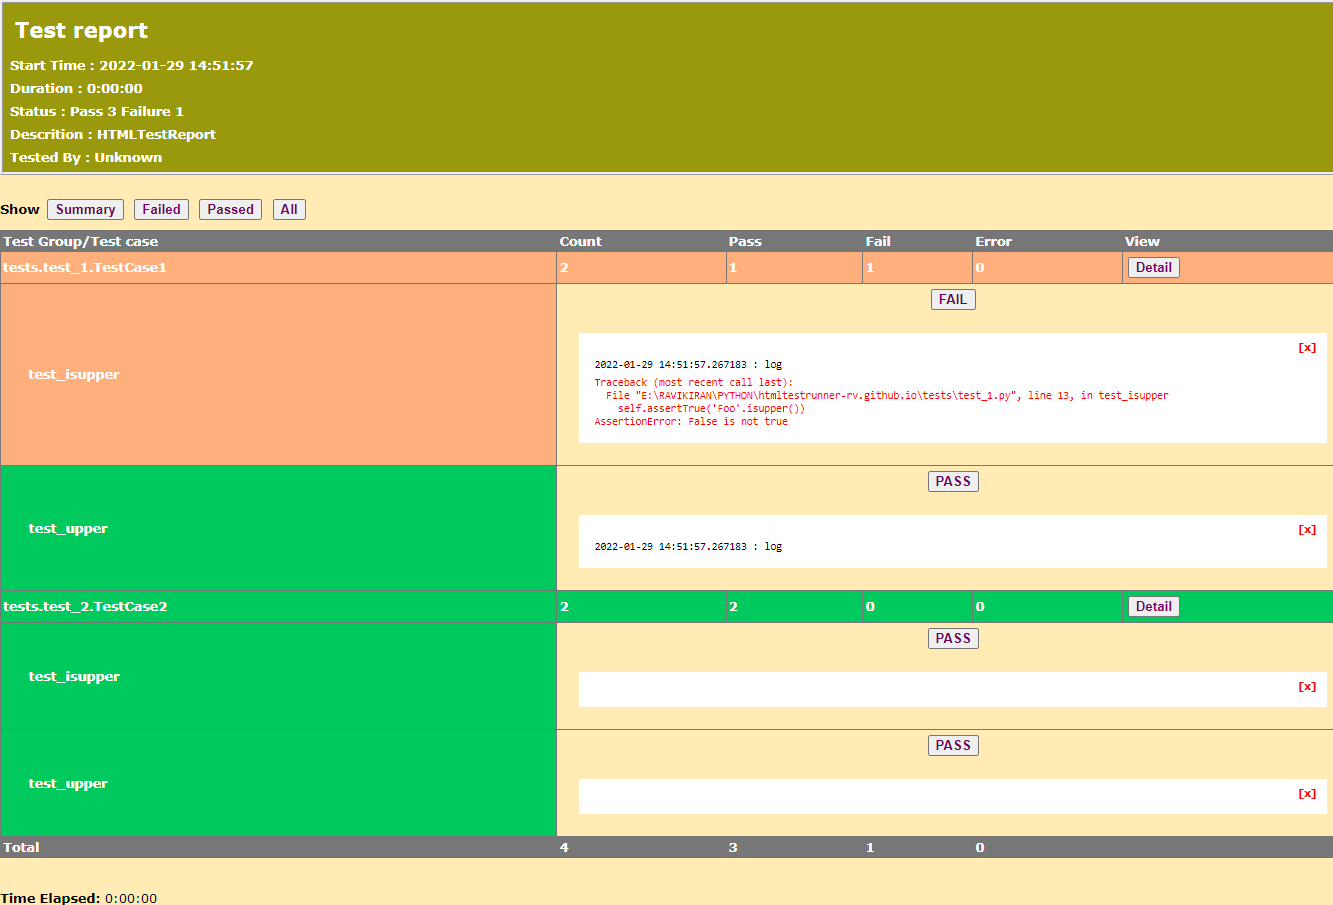 Test report
Start Time : 2022-01-29 14:51:57
Duration : 0:00:00
Status : Pass 3 Failure 1
Descrition : HTMLTestReport
Tested By : Unknown
Show Summary Failed Passed All
Test Group/Test case Count Pass Fail Error View
tests.test_1.TestCase1 2 1 1 0 Detail
FAIL
[x]
test_isupper
2022-01-29 14:51:57.267183 : log
Traceback (most recent call last):
File "E:\RAVIKIRAN\PYTHON\htmltestrunner-rv.github.io\tests\test_1.py", line 13, in test_isupper
self.assertTrue('Foo'.isupper())
AssertionError: False is not true
PASS
[x]
test_upper
2022-01-29 14:51:57.267183 : log
tests.test_2.TestCase2 2 2 0 0 Detail
PASS
test_isupper
[x]
PASS
test_upper
[x]
Total 4 3 1 0
Time Elapsed: 0:00:00